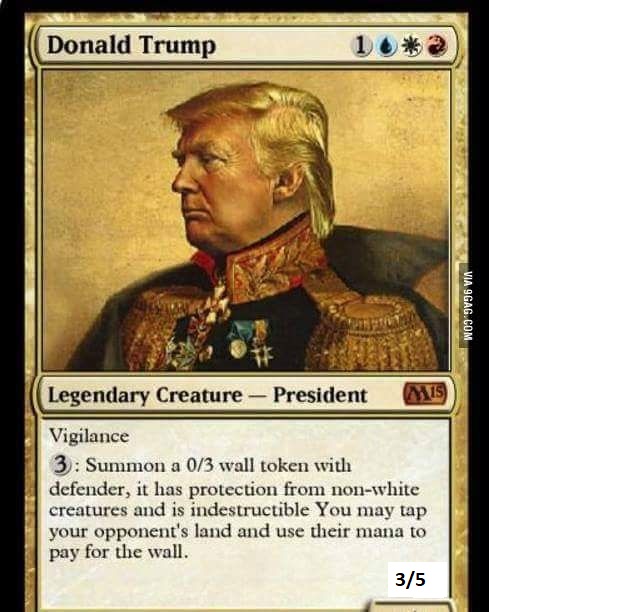 Donald Trump 1
VIA 9GAG.COM
Legendary Creature — President M15
Vigilance
3: Summon a 0/3 wall token with
defender, it has protection from non-white
creatures and is indestructible You may tap
your opponent's land and use their mana to
pay for the wall.
3/5